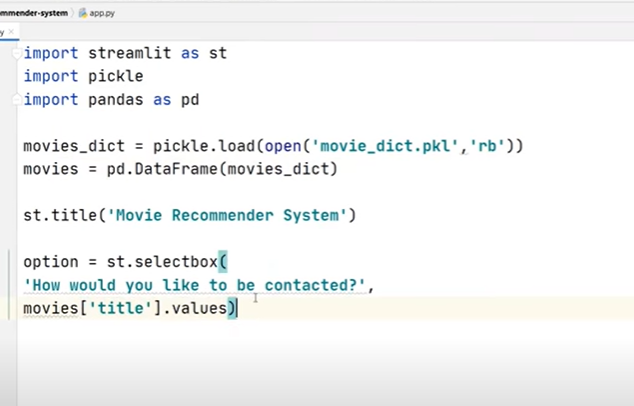 mmender-system
app.py
y
import streamlit as st
import pickle
import pandas as pd
movies_dict = pickle.load(open('movie_dict.pkl','rb'))
movies = pd.DataFrame(movies_dict)
st.title('Movie Recommender System')
option = st.selectbox(
'How would you like to be contacted?',
movies['title'].values)